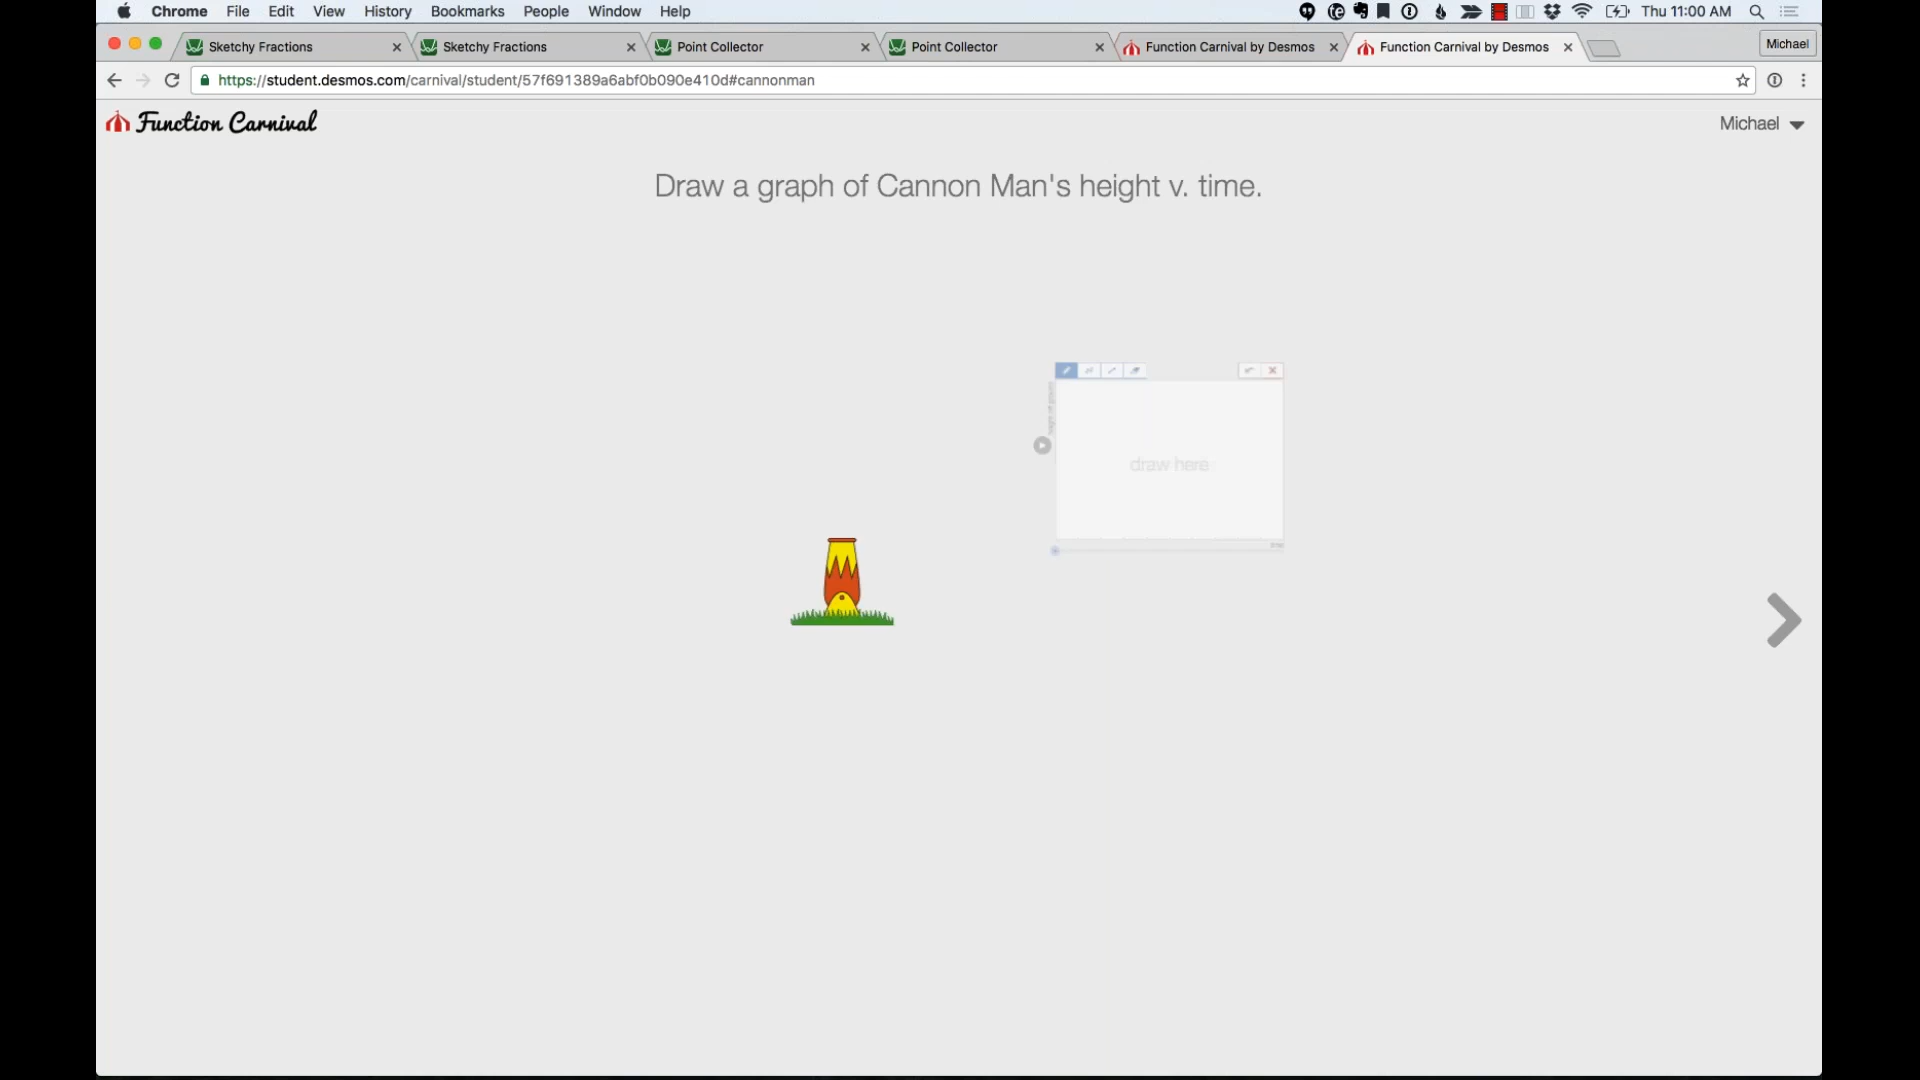 Chrome File Edit View History Bookmarks People Window Help Thu 11:00 AM
Sketchy Fractions Sketchy Fractions Point Collector Point Collector Function Carnival by Desmos Function Carnival by Desmos Michael
https://student.desmos.com/carnival/student/57f691389a6abf0b090e410d#cannonman
Function Carnival Michael
Draw a graph of Cannon Man's height v. time.
draw here